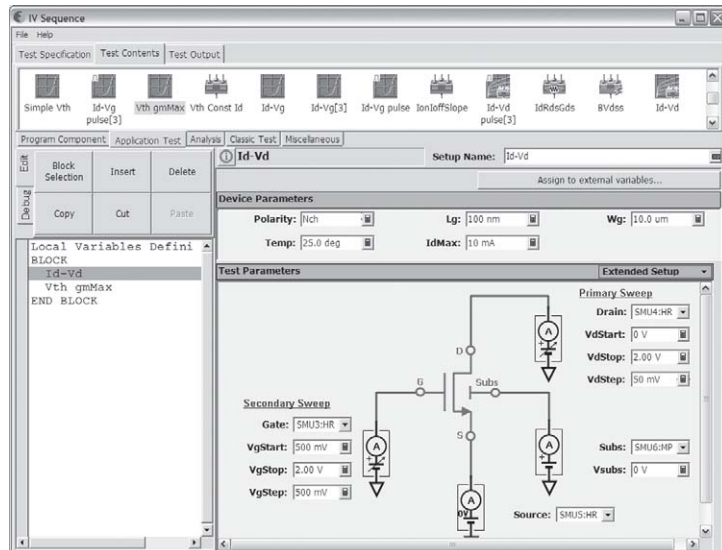 IV Sequence
File Help
Test Specification Test Contents Test Output
Simple Vth Id-Vg pulse[3] Vth gmMax Vth Const Id Id-Vg Id-Vg[3] Id-Vg pulse IonIoffSlope Id-Vd pulse[3] IdRdsGds BVdss Id-Vd
Program Component Application Test Analysis Classic Test Miscellaneous
Edit
Debug
Block Selection Insert Delete
Copy Cut Paste
Local Variables Defini
BLOCK
Id-Vd
Vth gmMax
END BLOCK
Id-Vd Setup Name: Id-Vd
Assign to external variables...
Device Parameters
Polarity: Nch Lg: 100 nm Wg: 10.0 um
Temp: 25.0 deg IdMax: 10 mA
Test Parameters Extended Setup
Primary Sweep
Drain: SMU4:HR
VdStart: 0 V
VdStop: 2.00 V
VdStep: 50 mV
A
D
G
Subs
S
Secondary Sweep
Gate: SMU3:HR
VgStart: 500 mV
VgStop: 2.00 V
VgStep: 500 mV
A
A
Subs: SMU6:MP
Vsubs: 0 V
A
0V
Source: SMU5:HR